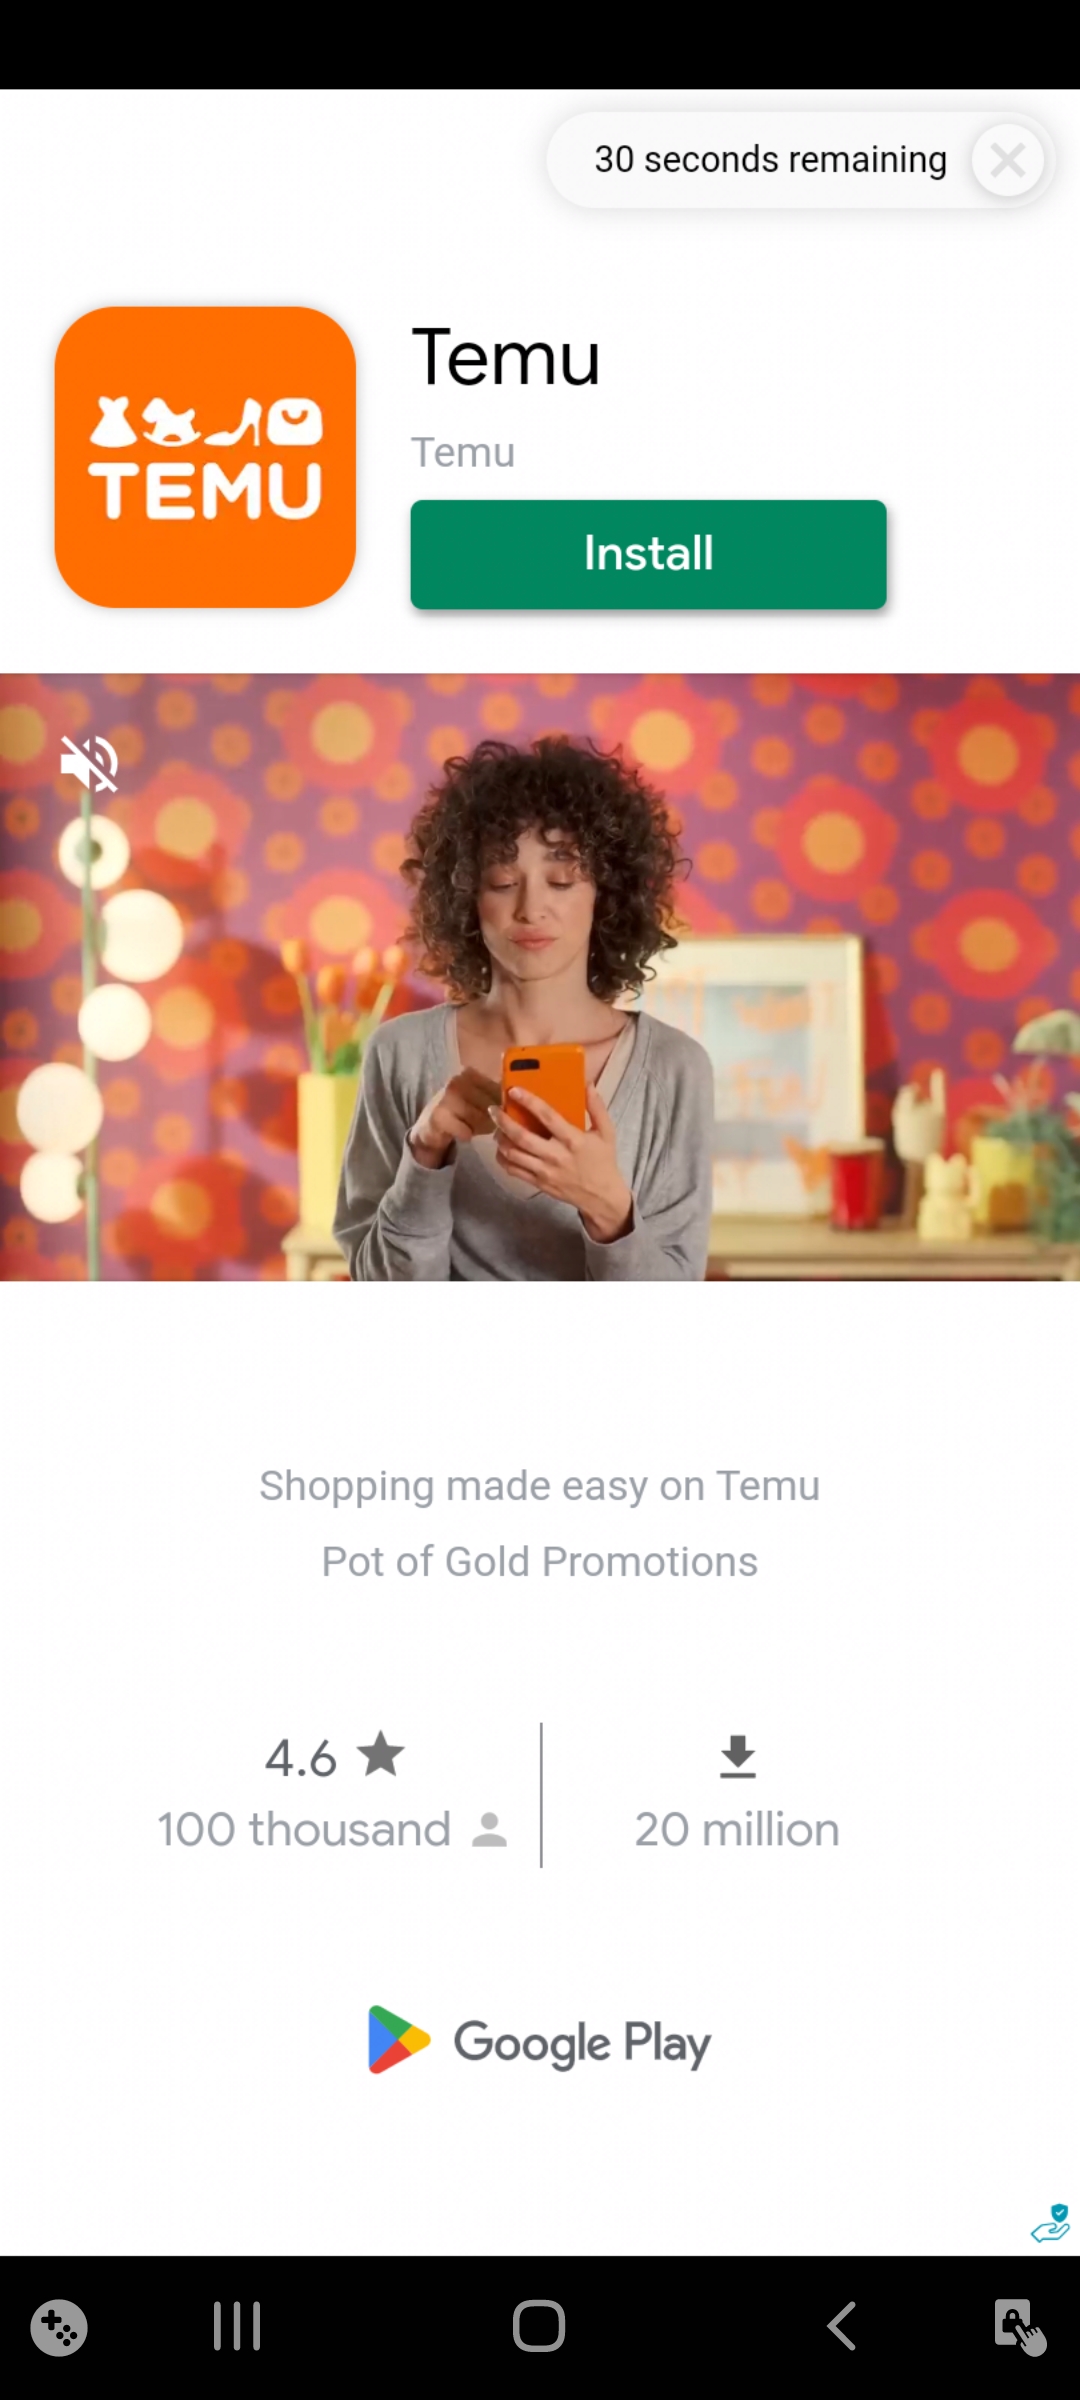 30 seconds remaining
TEMU
Temu
Temu
Install
Shopping made easy on Temu
Pot of Gold Promotions
4.6
100 thousand
20 million
Google Play